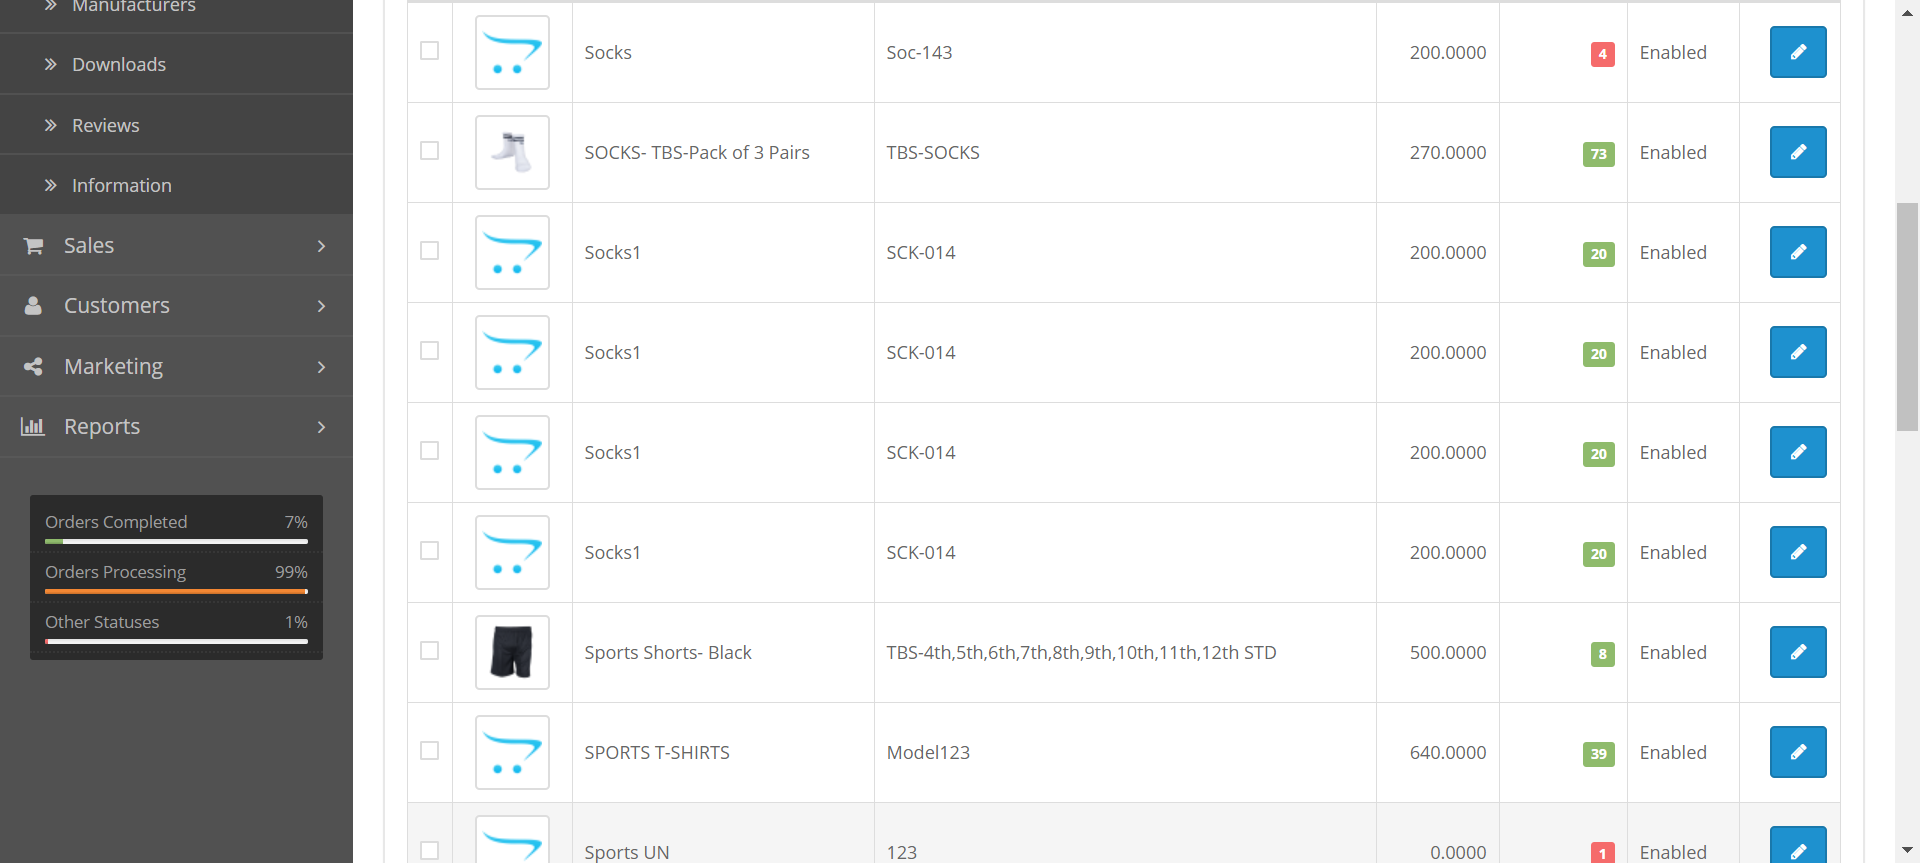 Manufacturers
Downloads
Reviews
Information
Sales
Customers
Marketing
Reports
Orders Completed 7%
Orders Processing 99%
Other Statuses 1%
Socks Soc-143 200.0000 4 Enabled
SOCKS- TBS-Pack of 3 Pairs TBS-SOCKS 270.0000 73 Enabled
Socks1 SCK-014 200.0000 20 Enabled
Socks1 SCK-014 200.0000 20 Enabled
Socks1 SCK-014 200.0000 20 Enabled
Socks1 SCK-014 200.0000 20 Enabled
Sports Shorts- Black TBS-4th,5th,6th,7th,8th,9th,10th,11th,12th STD 500.0000 8 Enabled
SPORTS T-SHIRTS Model123 640.0000 39 Enabled
Sports UN 123 0.0000 1 Enabled